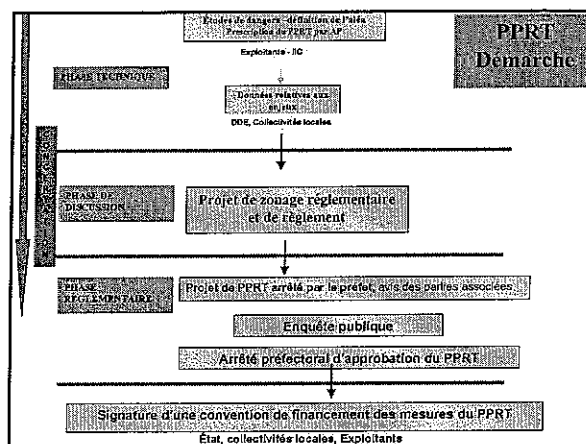 Études de dangers - définition de l'aléa
Prescription du PPRT par AP
Exploitants - IIC
PPRT
Démarche
PHASE TECHNIQUE
Données relatives aux
enjeux
DDE, Collectivités locales
PHASE DE
DISCUSSION
Projet de zonage réglementaire
et de règlement
PHASE
RÉGLEMENTAIRE
Projet de PPRT arrêté par le préfet, avis des parties associées
Enquête publique
Arrêté préfectoral d'approbation du PPRT
Signature d'une convention de financement des mesures du PPRT
État, collectivités locales, Exploitants